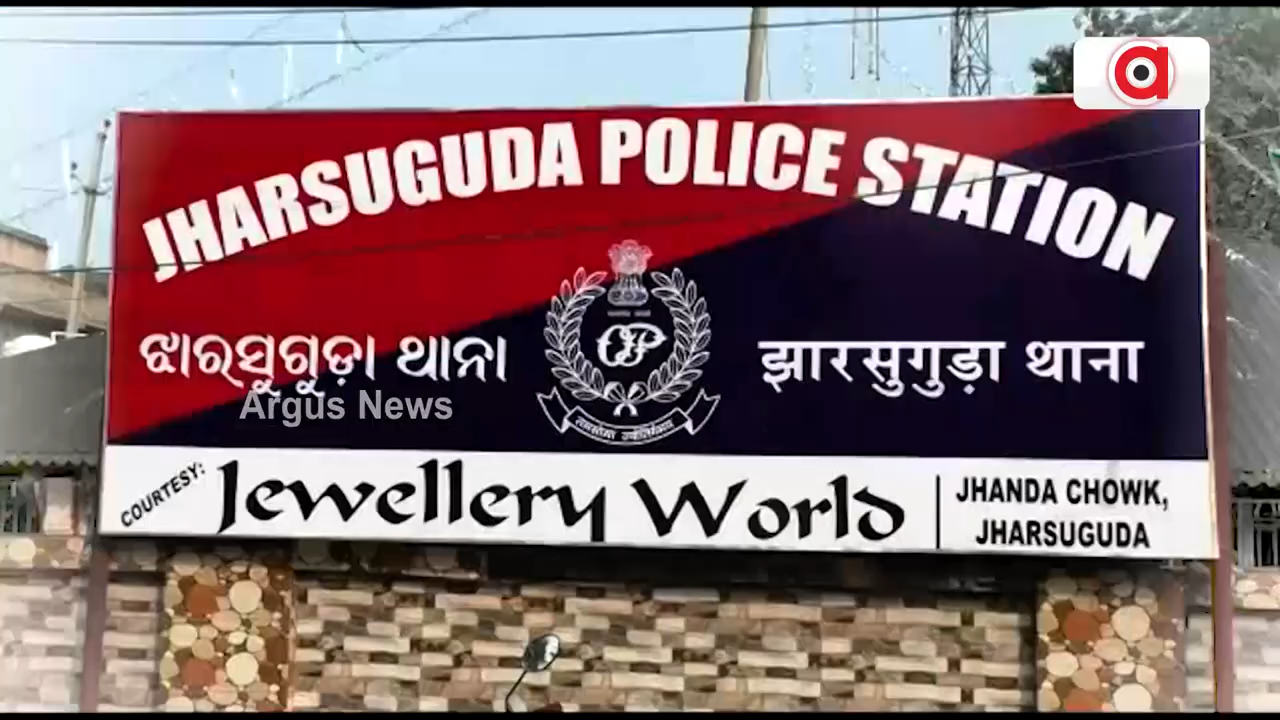 JHARSUGUDA POLICE STATION
ଝାରସୁଗୁଡ଼ା ଥାନା
झारसुगुड़ा थाना
Argus News
COURTESY: Jewellery World
JHANDA CHOWK,
JHARSUGUDA